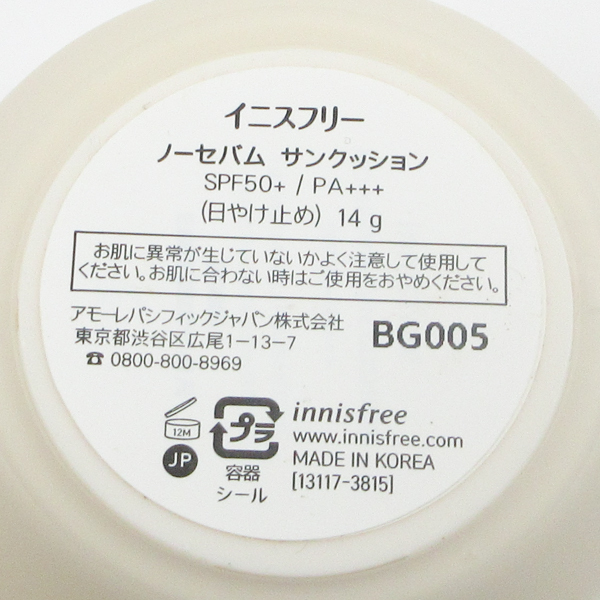 イニスフリー
ノーセバム サンクッション
SPF50+ / PA+++
(日やけ止め) 14 g
お肌に異常が生じていないかよく注意して使用して
ください。お肌に合わない時はご使用をおやめください。
アモーレパシフィックジャパン株式会社
東京都渋谷区広尾1-13-7
☎ 0800-800-8969
BG005
12M
JP
プラ
容器
シール
innisfree
www.innisfree.com
MADE IN KOREA
[13117-3815]